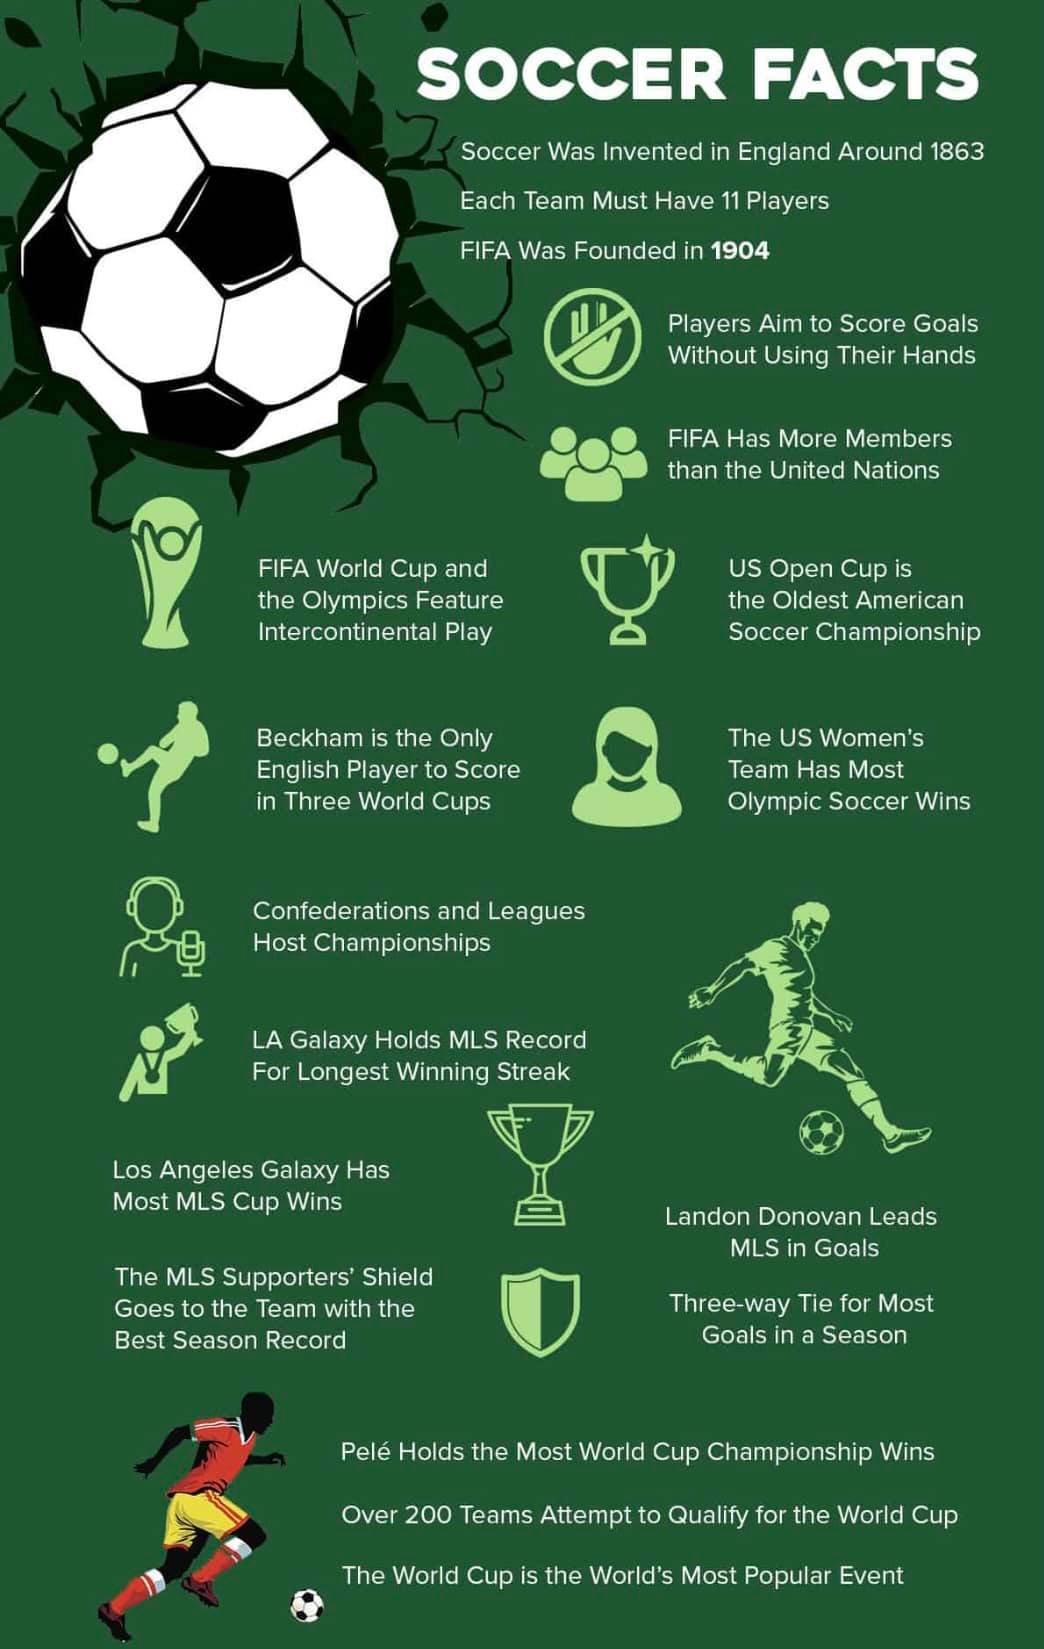 SOCCER FACTS
Soccer Was Invented in England Around 1863
Each Team Must Have 11 Players
FIFA Was Founded in 1904
Players Aim to Score Goals
Without Using Their Hands
FIFA Has More Members
than the United Nations
FIFA World Cup and
the Olympics Feature
Intercontinental Play
US Open Cup is
the Oldest American
Soccer Championship
Beckham is the Only
English Player to Score
in Three World Cups
The US Women's
Team Has Most
Olympic Soccer Wins
Confederations and Leagues
Host Championships
LA Galaxy Holds MLS Record
For Longest Winning Streak
Los Angeles Galaxy Has
Most MLS Cup Wins
Landon Donovan Leads
MLS in Goals
The MLS Supporters' Shield
Goes to the Team with the
Best Season Record
Three-way Tie for Most
Goals in a Season
Pelé Holds the Most World Cup Championship Wins
Over 200 Teams Attempt to Qualify for the World Cup
The World Cup is the World's Most Popular Event